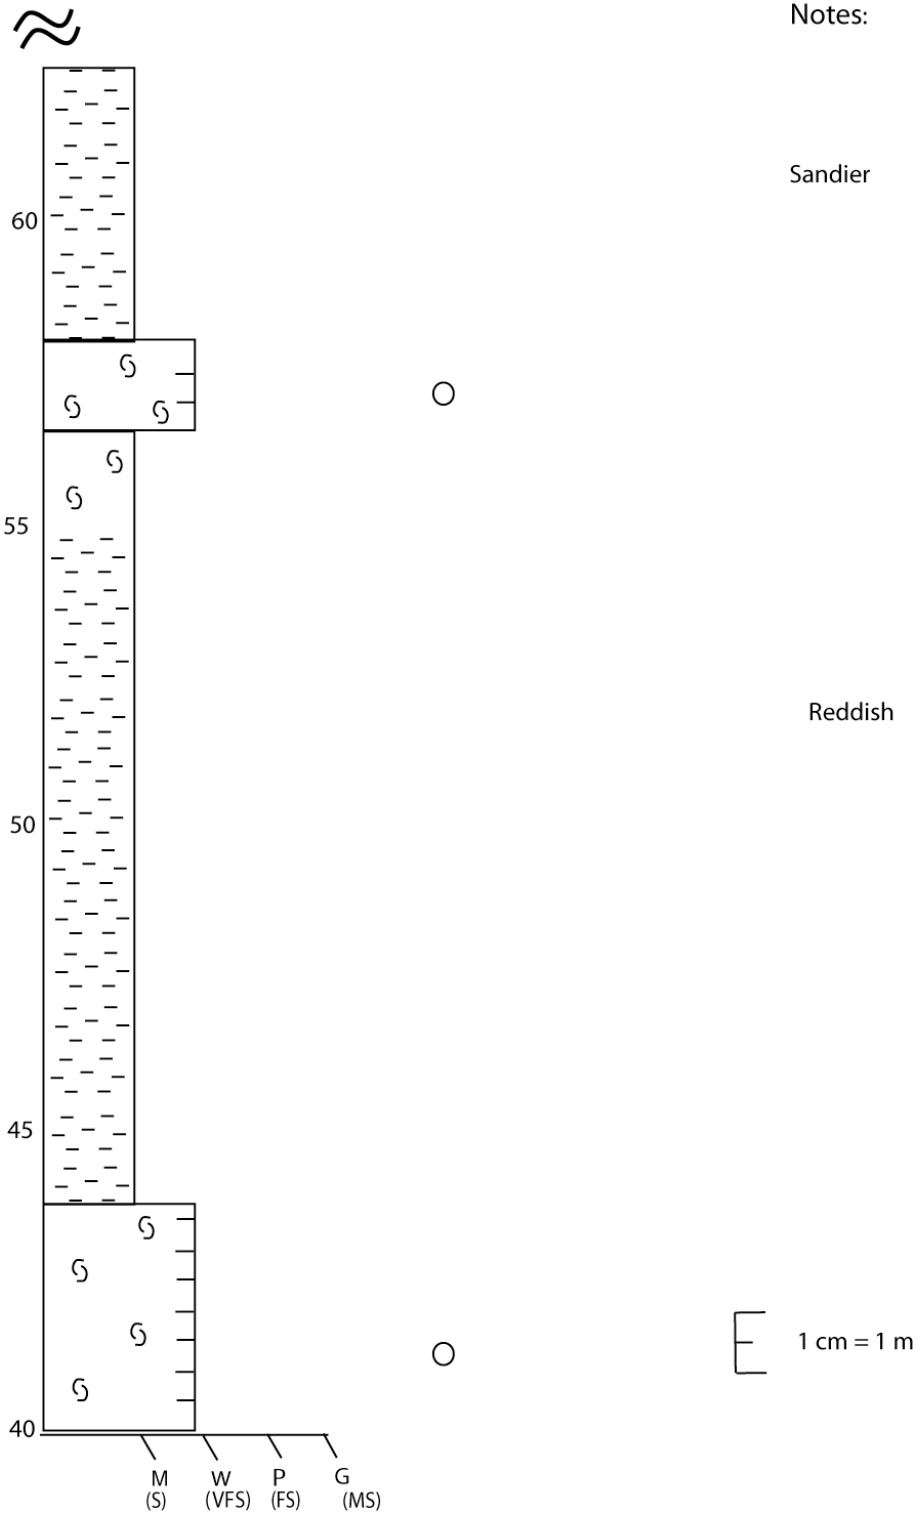 Notes:
Sandier
60
55
Reddish
50
45
1 cm = 1 m
40
M W P G
(S) (VFS) (FS) (MS)